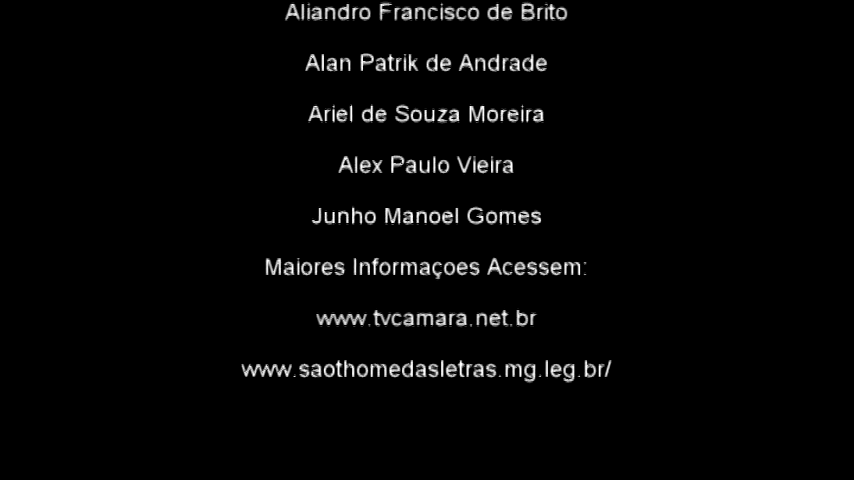 Aliandro Francisco de Brito
Alan Patrik de Andrade
Ariel de Souza Moreira
Alex Paulo Vieira
Junho Manoel Gomes
Maiores Informaçoes Acessem:
www.tvcamara.net.br
www.saothomedasletras.mg.leg.br/